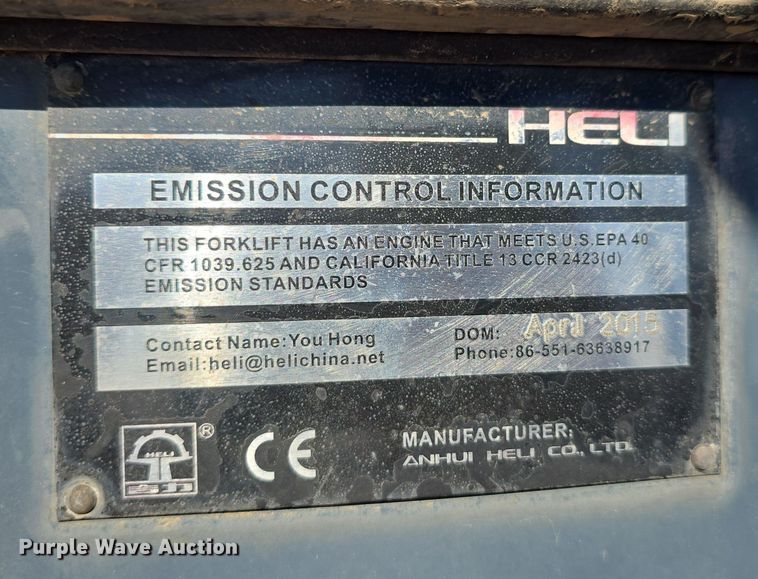 HELI
EMISSION CONTROL INFORMATION
THIS FORKLIFT HAS AN ENGINE THAT MEETS U.S.EPA 40
CFR 1039.625 AND CALIFORNIA TITLE 13 CCR 2423(d)
EMISSION STANDARDS
Contact Name:You Hong
Email:heli@helichina.net
DOM: April 2015
Phone:86-551-63638917
HELI
®
CE
MANUFACTURER:
ANHUI HELI CO., LTD.
Purple Wave Auction